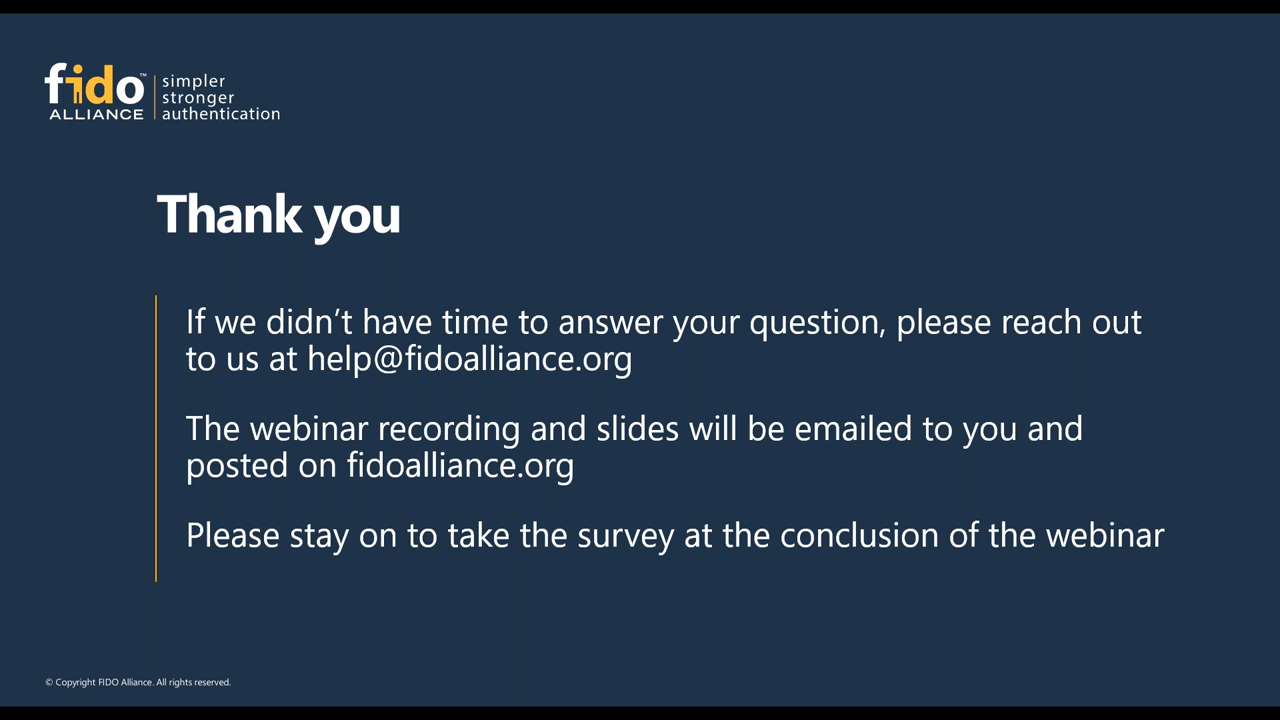 fido™
ALLIANCE
simpler
stronger
authentication
Thank you
If we didn’t have time to answer your question, please reach out
to us at help@fidoalliance.org
The webinar recording and slides will be emailed to you and
posted on fidoalliance.org
Please stay on to take the survey at the conclusion of the webinar
© Copyright FIDO Alliance. All rights reserved.